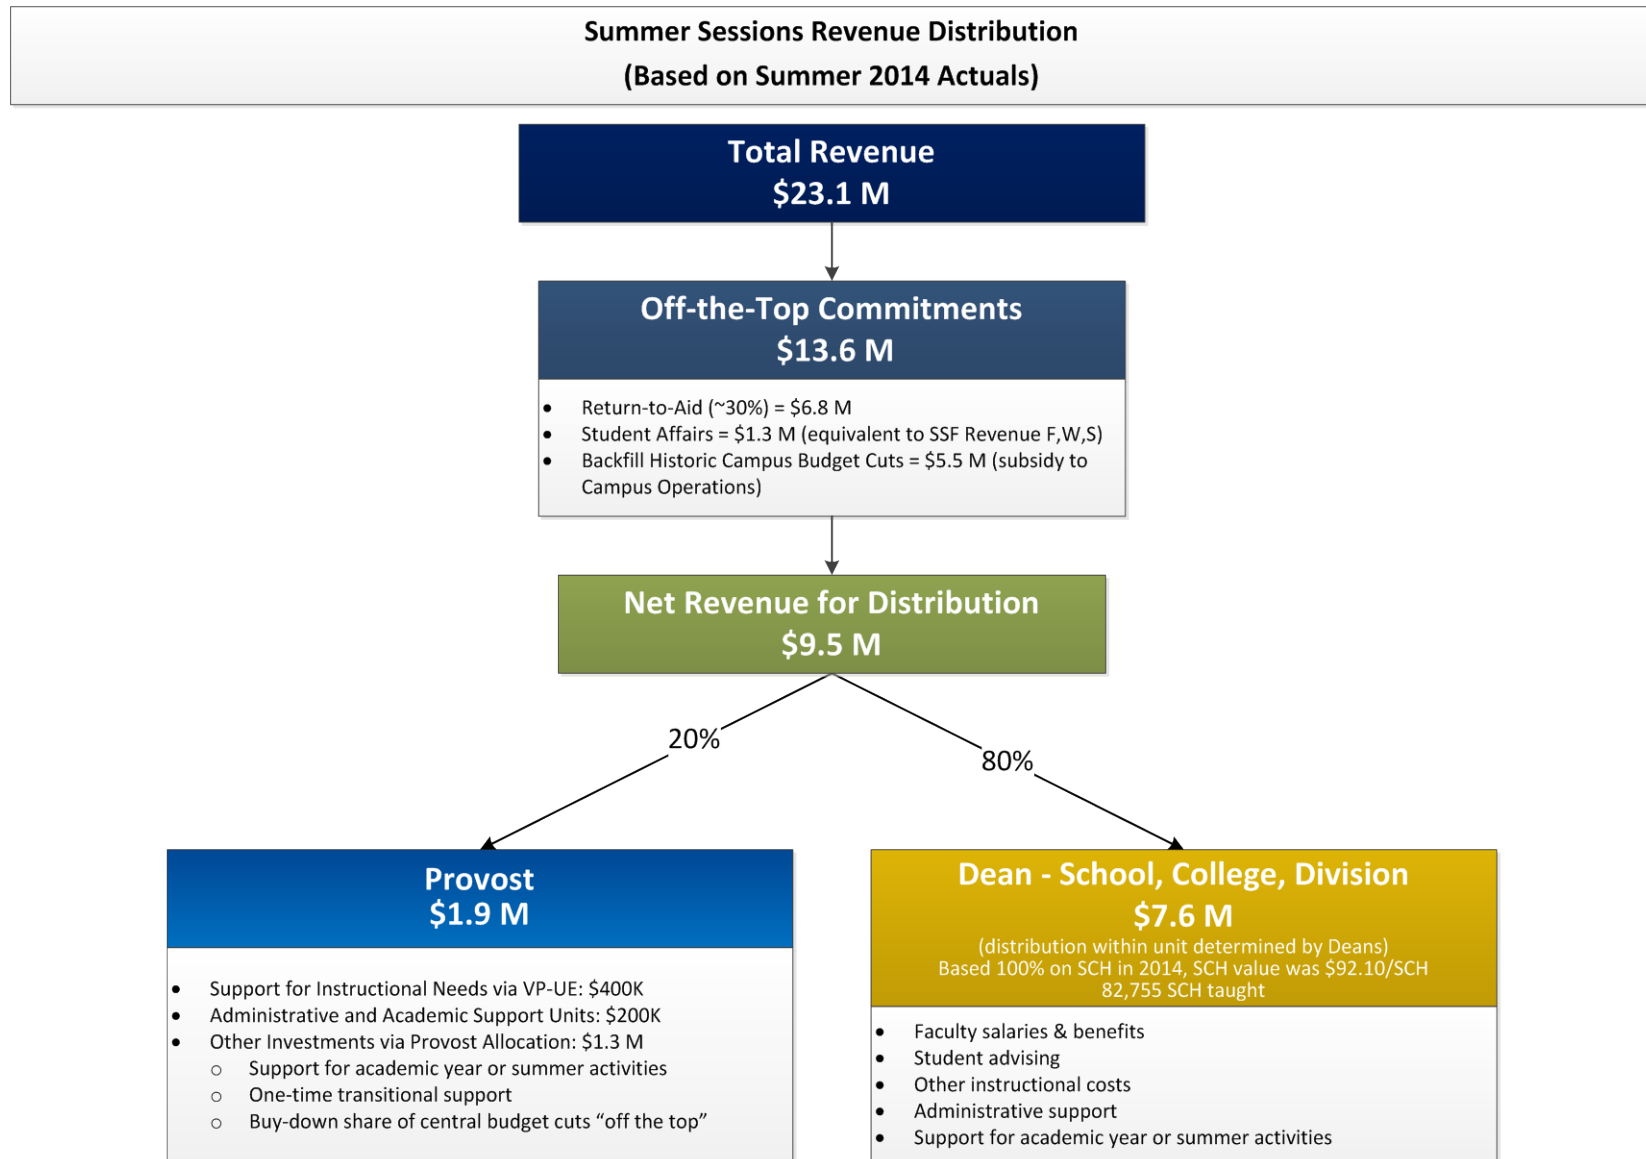 Summer Sessions Revenue Distribution
(Based on Summer 2014 Actuals)
Total Revenue
$23.1 M
Off-the-Top Commitments
$13.6 M
• Return-to-Aid (~30%) = $6.8 M
• Student Affairs = $1.3 M (equivalent to SSF Revenue F,W,S)
• Backfill Historic Campus Budget Cuts = $5.5 M (subsidy to
Campus Operations)
Net Revenue for Distribution
$9.5 M
20%
80%
Provost
$1.9 M
• Support for Instructional Needs via VP-UE: $400K
• Administrative and Academic Support Units: $200K
• Other Investments via Provost Allocation: $1.3 M
○ Support for academic year or summer activities
○ One-time transitional support
○ Buy-down share of central budget cuts “off the top”
Dean - School, College, Division
$7.6 M
(distribution within unit determined by Deans)
Based 100% on SCH in 2014, SCH value was $92.10/SCH
82,755 SCH taught
• Faculty salaries & benefits
• Student advising
• Other instructional costs
• Administrative support
• Support for academic year or summer activities